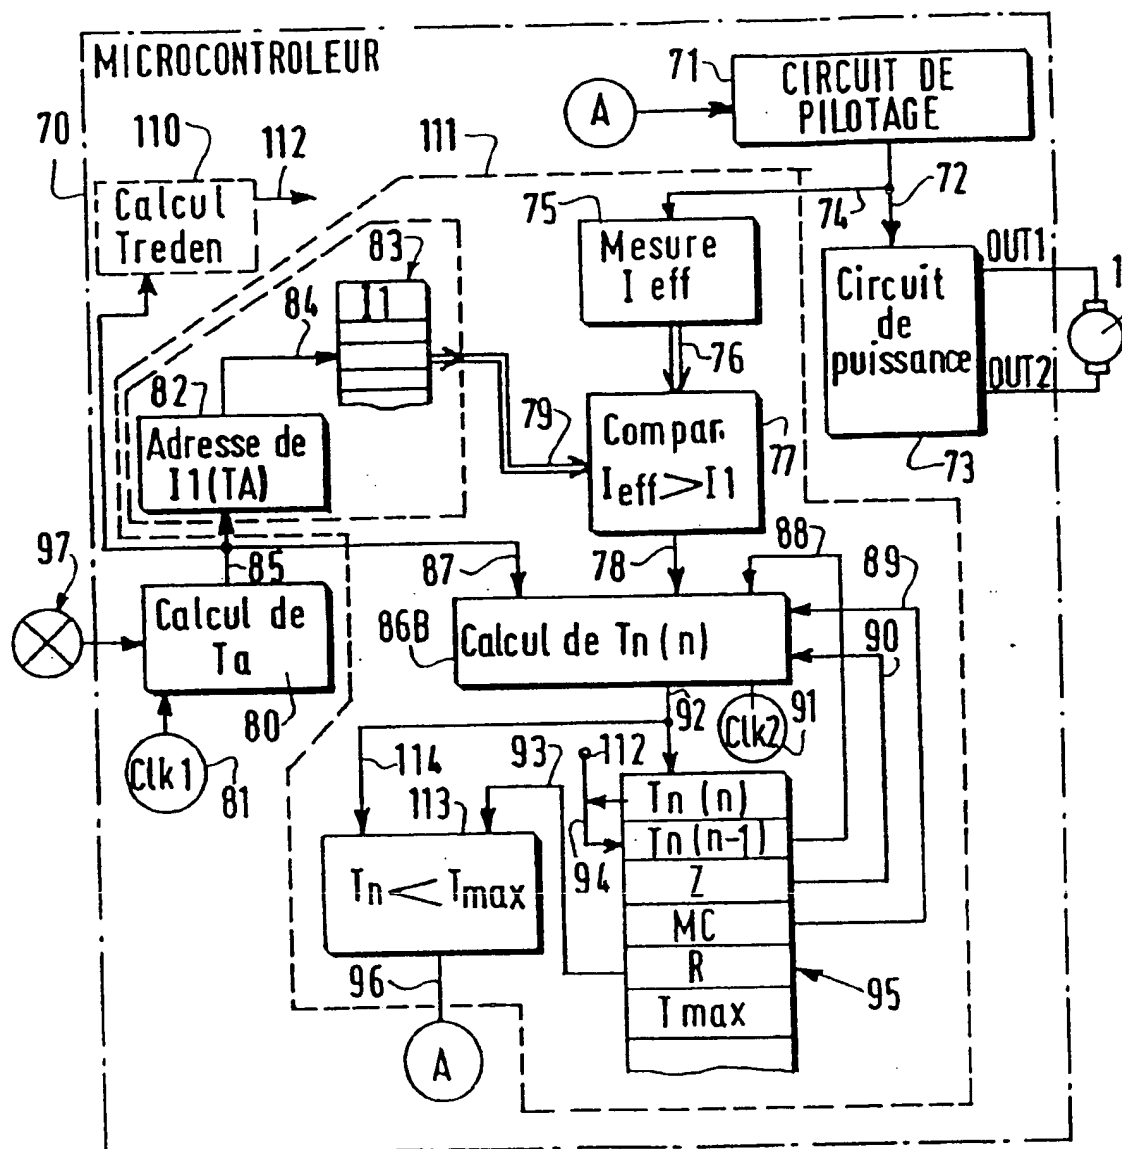 MICROCONTROLEUR
71
CIRCUIT DE
PILOTAGE
A
70
110
112
111
Calcul
Treden
74
72
75
Mesure
I eff
83
I1
84
OUT1
Circuit
de
puissance
OUT2
1
76
82
Adresse de
I1(TA)
79
Compar.
Ieff>I1
77
73
97
85
87
78
88
89
Calcul de
Ta
86B
Calcul de Tn(n)
90
80
92
Clk2
91
Clk1
81
114
93
112
113
Tn(n)
Tn(n-1)
94
Z
Tn < Tmax
MC
R
95
96
Tmax
A